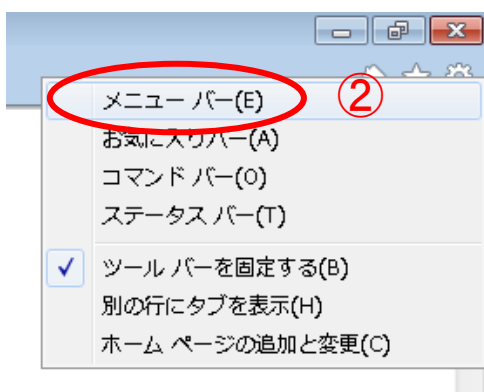 メニュー バー(E)
②
お気に入りバー(A)
コマンド バー(O)
ステータス バー(T)
ツール バーを固定する(B)
別の行にタブを表示(H)
ホーム ページの追加と変更(C)